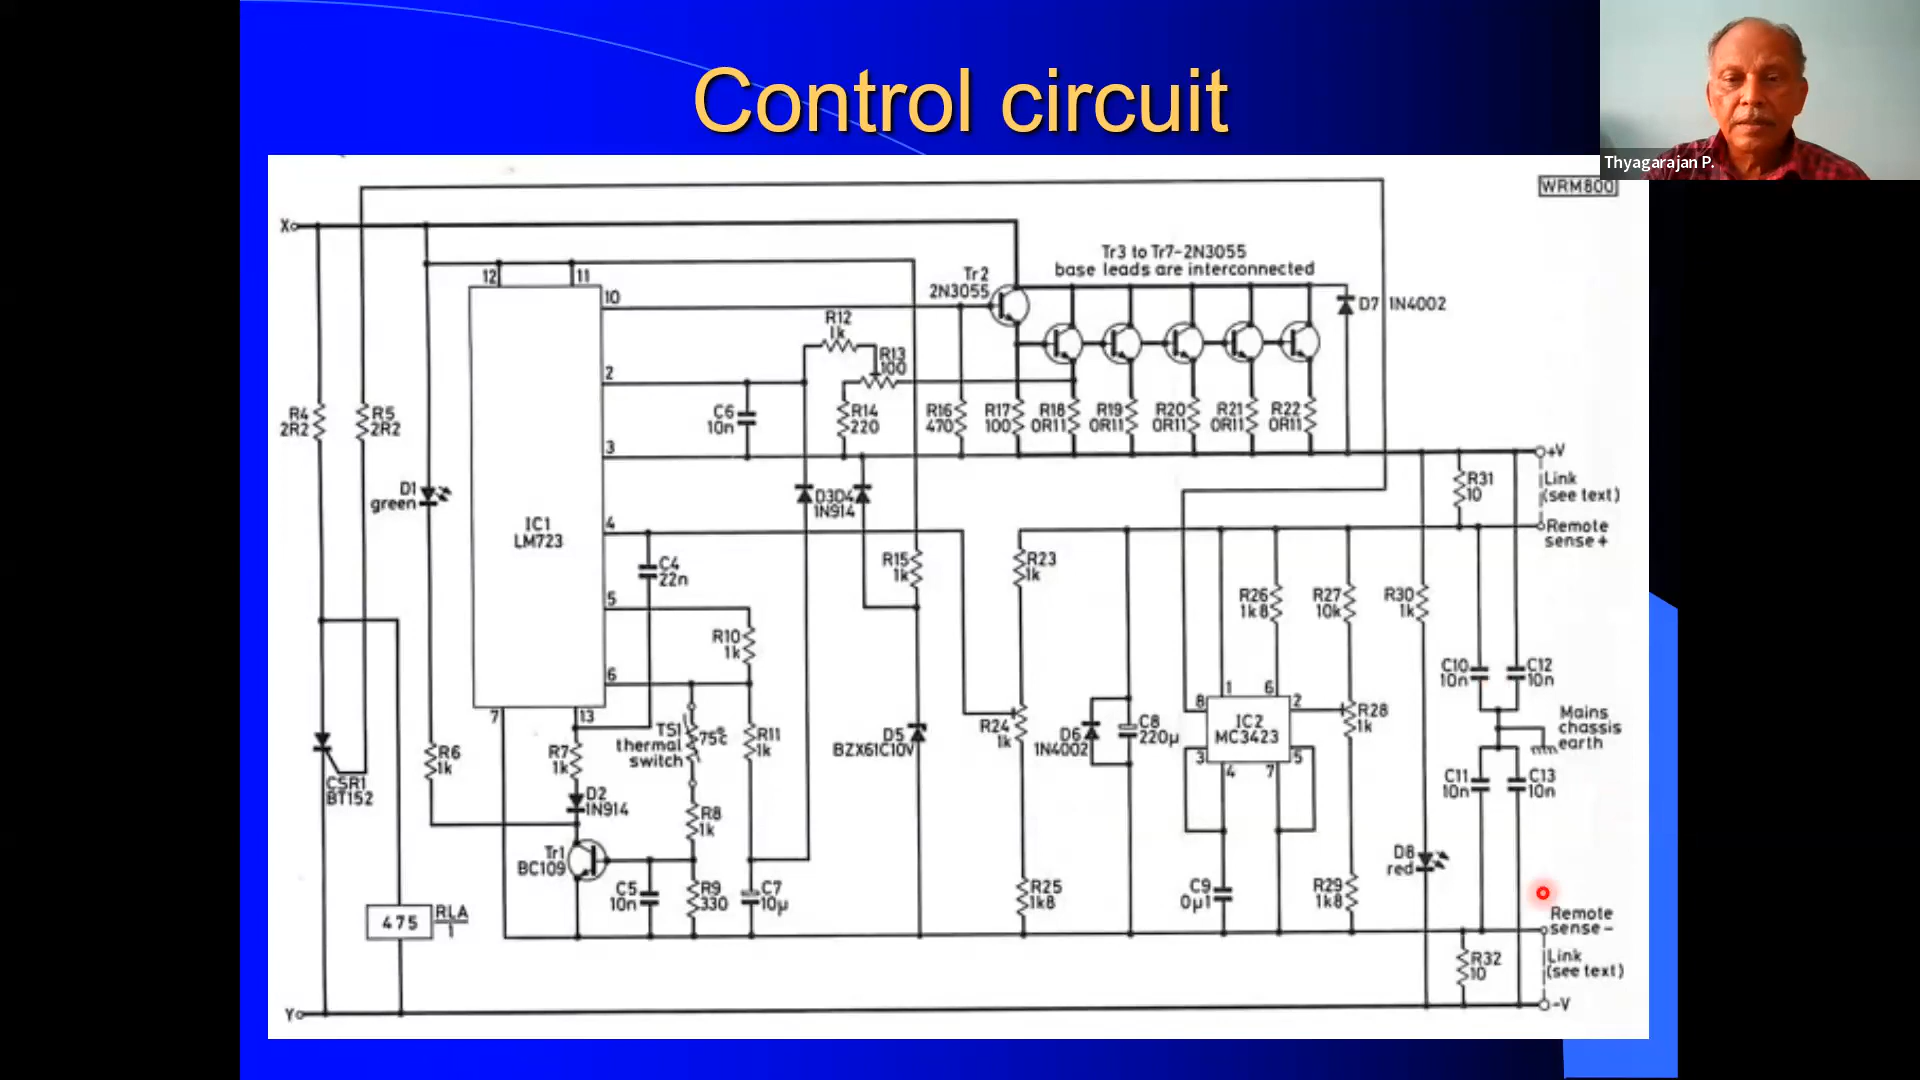 Control circuit
Thyagarajan P.
WRM800
X
Tr3 to Tr7-2N3055
base leads are interconnected
Tr2
2N3055
D7 1N4002
12
11
10
R12
1k
R13
100
2
R4
2R2
R5
2R2
C6
10n
R14
220
R16
470
R17
100
R18
0R11
R19
0R11
R20
0R11
R21
0R11
R22
0R11
3
+V
R31
10
Link
(see text)
D1
green
D3 D4
1N914
IC1
LM723
4
Remote
sense+
C4
22n
R15
1k
R23
1k
5
R26
1k8
R27
10k
R30
1k
R10
1k
6
C10
10n
C12
10n
7
13
8
1
6
2
R24
1k
D5
BZX61C10V
D6
1N4002
C8
220µ
IC2
MC3423
R28
1k
Mains
chassis
earth
TS1
thermal
switch
75c
R11
1k
R6
1k
R7
1k
3
4
7
5
C11
10n
C13
10n
CSR1
BT152
D2
1N914
R8
1k
Tr1
BC109
D8
red
C5
10n
R9
330
C7
10µ
R25
1k8
C9
0µ1
R29
1k8
475
RLA
1
Remote
sense-
R32
10
Link
(see text)
Y
-V